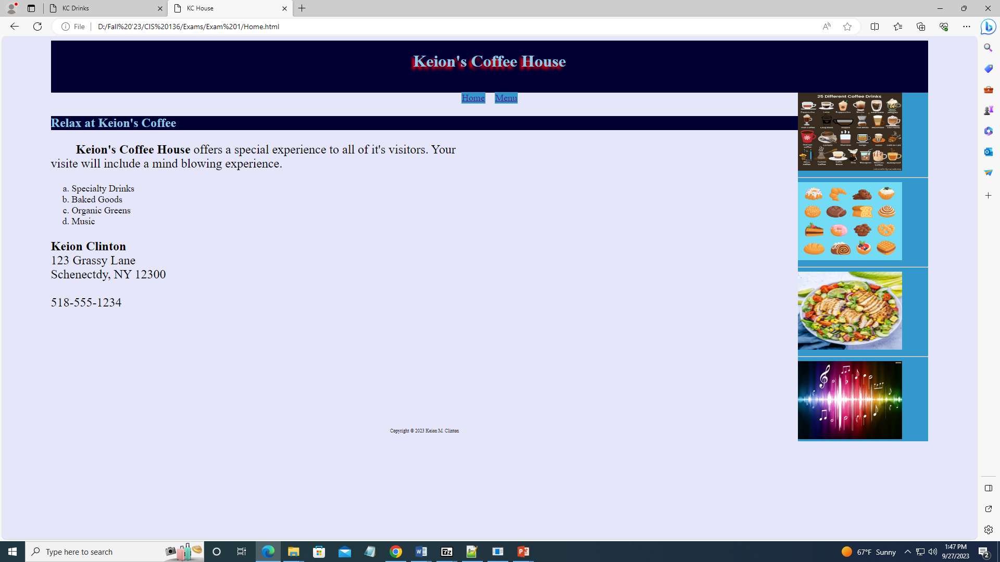 KC Drinks
KC House
File
D:/Fall%20'23/CIS%20136/Exams/Exam%201/Home.html
Keion's Coffee House
Home Menu
25 Different Coffee Drinks
Relax at Keion's Coffee
Keion's Coffee House offers a special experience to all of it's visitors. Your
visite will include a mind blowing experience.
a. Specialty Drinks
b. Baked Goods
c. Organic Greens
d. Music
Keion Clinton
123 Grassy Lane
Schenectdy, NY 12300
518-555-1234
Copyright © 2023 Keion M. Clinton
Type here to search
67°F Sunny
1:47 PM
9/27/2023
2